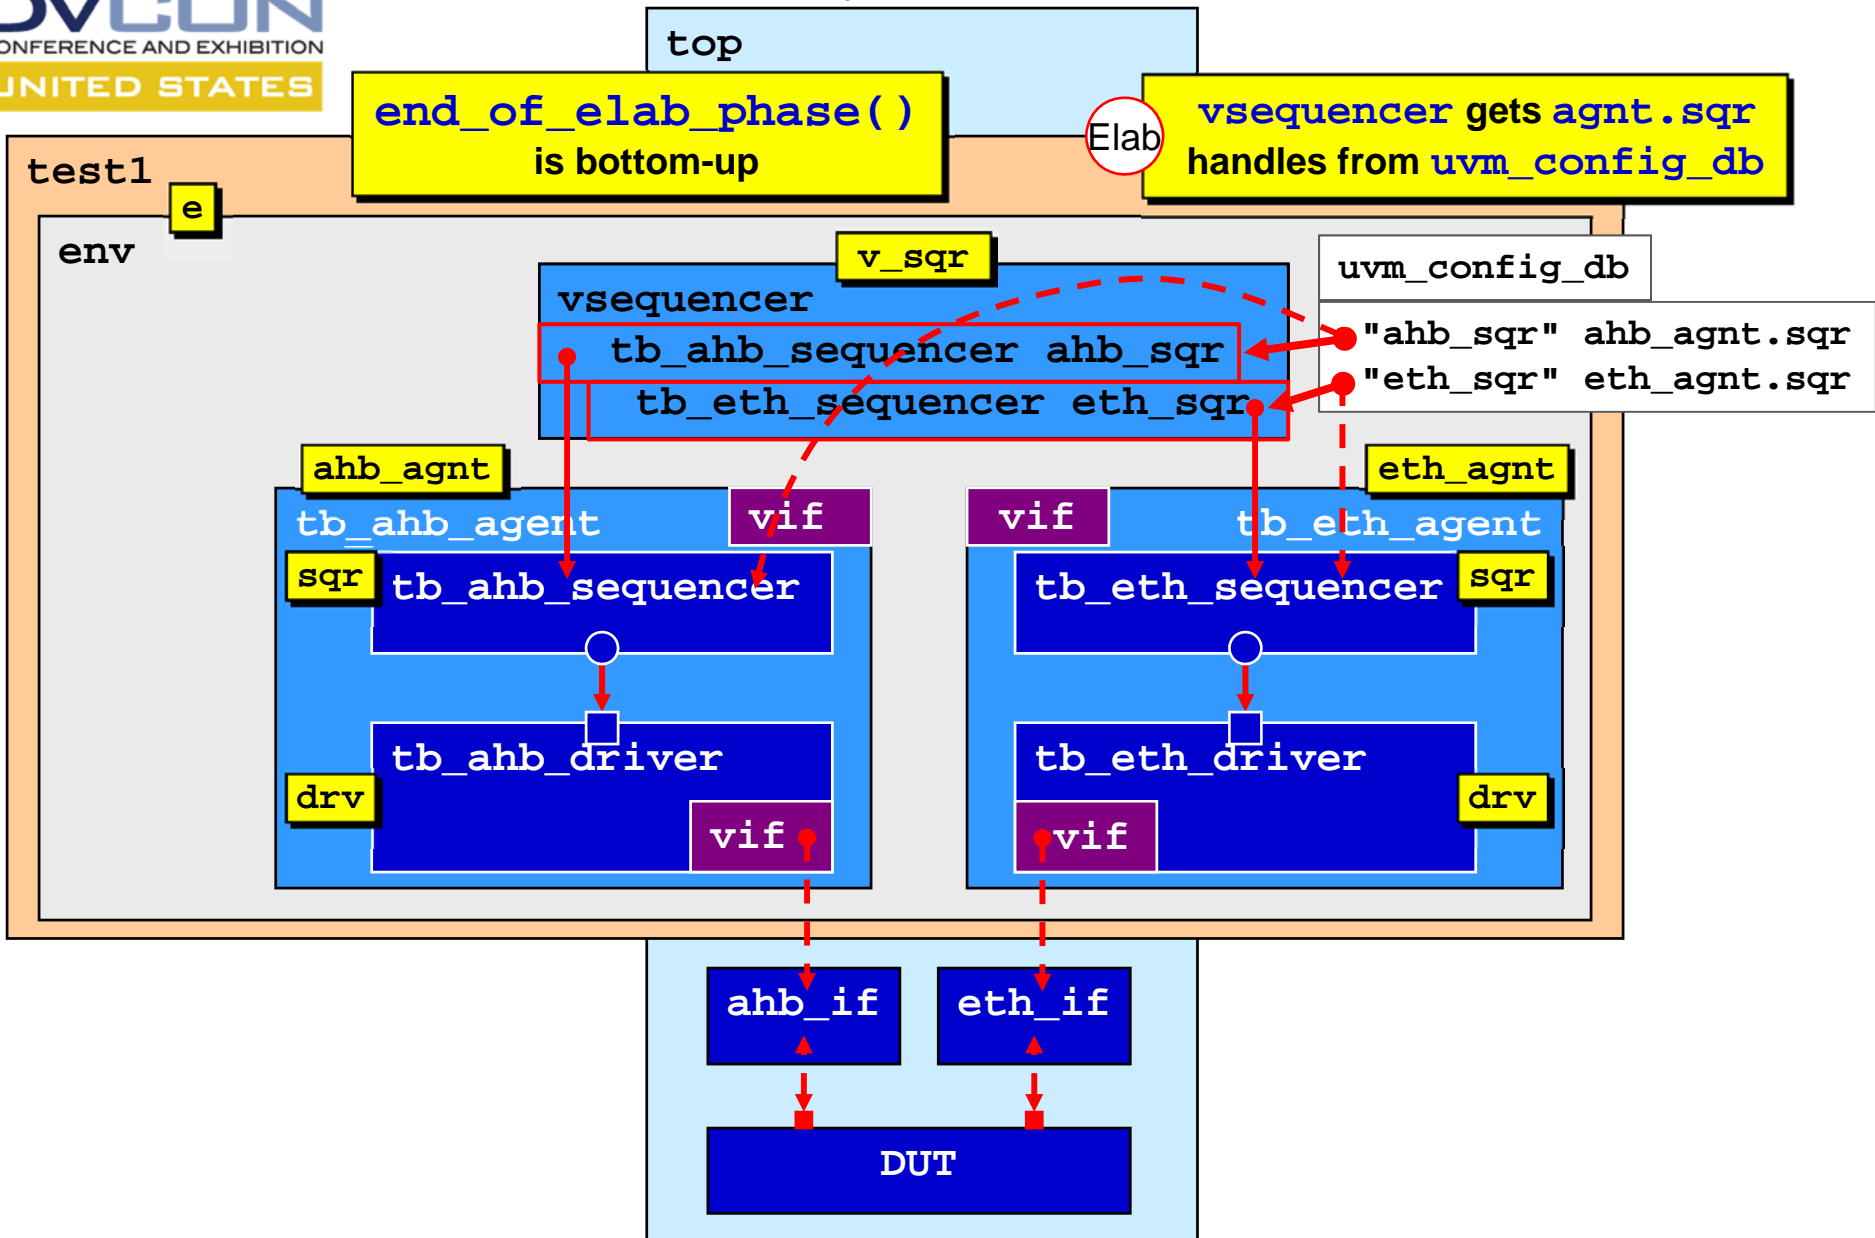 DVCON
CONFERENCE AND EXHIBITION
UNITED STATES
top
end_of_elab_phase()
is bottom-up
Elab
vsequencer gets agnt.sqr
handles from uvm_config_db
test1
e
env
v_sqr
uvm_config_db
vsequencer
tb_ahb_sequencer ahb_sqr
"ahb_sqr" ahb_agnt.sqr
tb_eth_sequencer eth_sqr
"eth_sqr" eth_agnt.sqr
ahb_agnt
eth_agnt
tb_ahb_agent
vif
vif
tb_eth_agent
sqr
tb_ahb_sequencer
tb_eth_sequencer
sqr
tb_ahb_driver
tb_eth_driver
drv
drv
vif
vif
ahb_if
eth_if
DUT